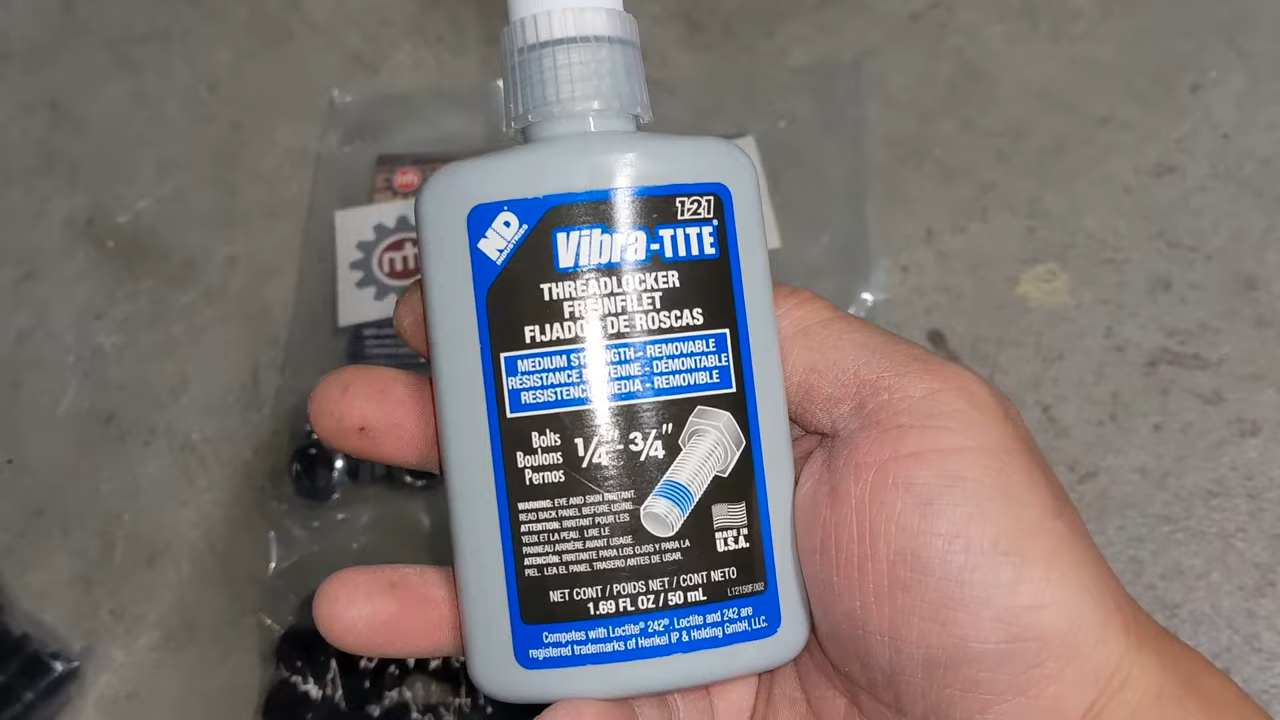 ND
INDUSTRIES
121
Vibra-TITE®
THREADLOCKER
FREINFILET
FIJADOR DE ROSCAS
MEDIUM STRENGTH - REMOVABLE
RÉSISTANCE MOYENNE - DÉMONTABLE
RESISTENCIA MEDIA - REMOVIBLE
Bolts
Boulons
Pernos
1/4"- 3/4"
WARNING: EYE AND SKIN IRRITANT.
READ BACK PANEL BEFORE USING.
ATTENTION: IRRITANT POUR LES
YEUX ET LA PEAU. LIRE LE
PANNEAU ARRIÈRE AVANT USAGE.
ATENCIÓN: IRRITANTE PARA LOS OJOS Y PARA LA
PIEL. LEA EL PANEL TRASERO ANTES DE USAR.
MADE IN
U.S.A.
NET CONT / POIDS NET / CONT NETO
1.69 FL OZ / 50 mL
L12150F.002
Competes with Loctite® 242®. Loctite and 242 are
registered trademarks of Henkel IP & Holding GmbH, LLC.